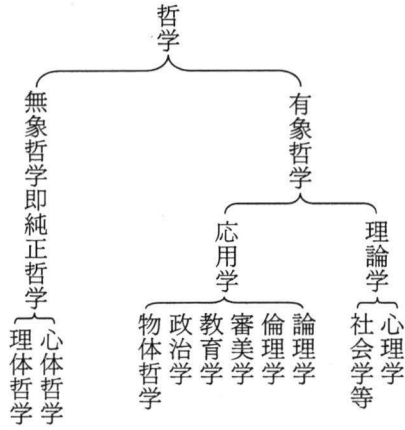 哲学
有象哲学
理論学
心理学
社会学等
応用学
論理学
倫理学
審美学
教育学
政治学
物体哲学
無象哲学即純正哲学
心体哲学
理体哲学